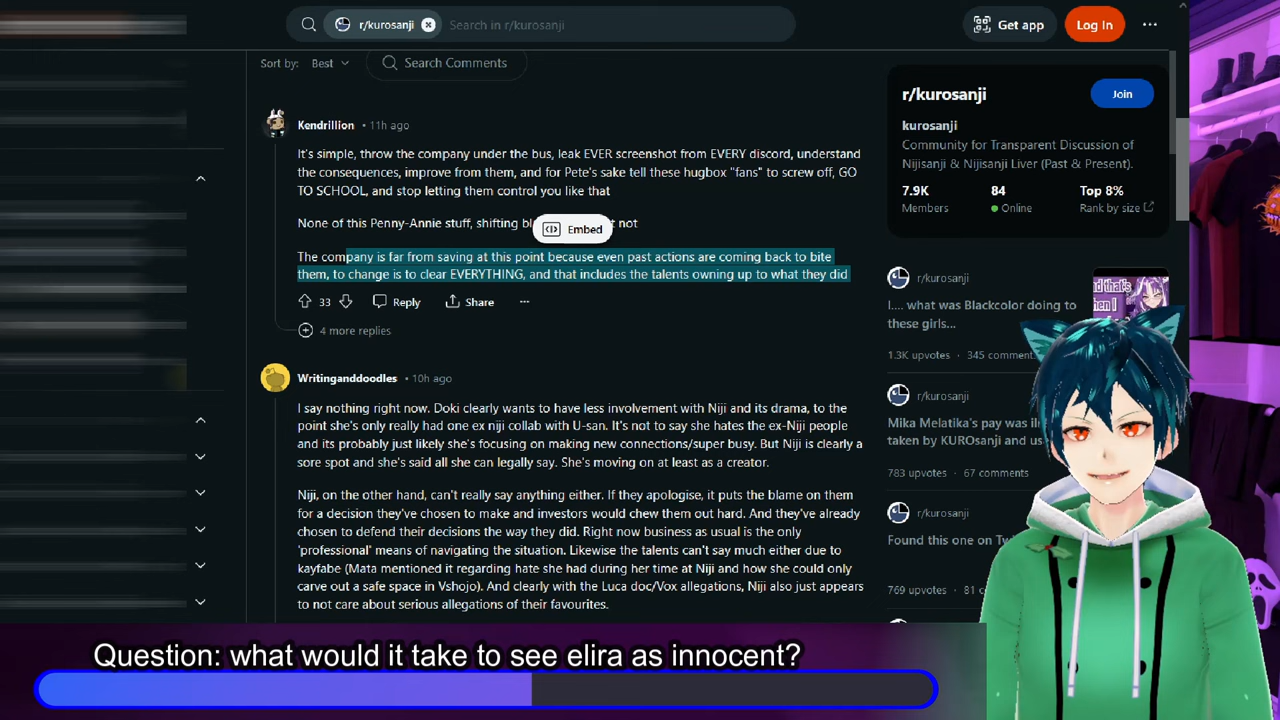 r/kurosanji
Search in r/kurosanji
Get app
Log In
Sort by:
Best
Search Comments
Kendrillion • 11h ago
It's simple, throw the company under the bus, leak EVER screenshot from EVERY discord, understand
the consequences, improve from them, and for Pete's sake tell these hugbox "fans" to screw off, GO
TO SCHOOL, and stop letting them control you like that
None of this Penny-Annie stuff, shifting
not
Embed
The company is far from saving at this point because even past actions are coming back to bite
them, to change is to clear EVERYTHING, and that includes the talents owning up to what they did
33
Reply
Share
4 more replies
Writinganddoodles • 10h ago
I say nothing right now. Doki clearly wants to have less involvement with Niji and its drama, to the
point she's only really had one ex niji collab with U-san. It's not to say she hates the ex-Niji people
and its probably just likely she's focusing on making new connections/super busy. But Niji is clearly a
sore spot and she's said all she can legally say. She's moving on at least as a creator.
Niji, on the other hand, can't really say anything either. If they apologise, it puts the blame on them
for a decision they've chosen to make and investors would chew them out hard. And they've already
chosen to defend their decisions the way they did. Right now business as usual is the only
'professional' means of navigating the situation. Likewise the talents can't say much either due to
kayfabe (Mata mentioned it regarding hate she had during her time at Niji and how she could only
carve out a safe space in Vshojo). And clearly with the Luca doc/Vox allegations, Niji also just appears
to not care about serious allegations of their favourites.
r/kurosanji
Join
kurosanji
Community for Transparent Discussion of
Nijisanji & Nijisanji Liver (Past & Present).
7.9K
84
Top 8%
Members
Online
Rank by size
r/kurosanji
I.... what was Blackcolor doing to
these girls...
1.3K upvotes • 345 comment
nd that's
hen I
r/kurosanji
Mika Melatika's pay was
taken by KUROsanji and
783 upvotes • 67 comments
r/kurosanji
Found this one on
769 upvotes • 81
Question: what would it take to see elira as innocent?